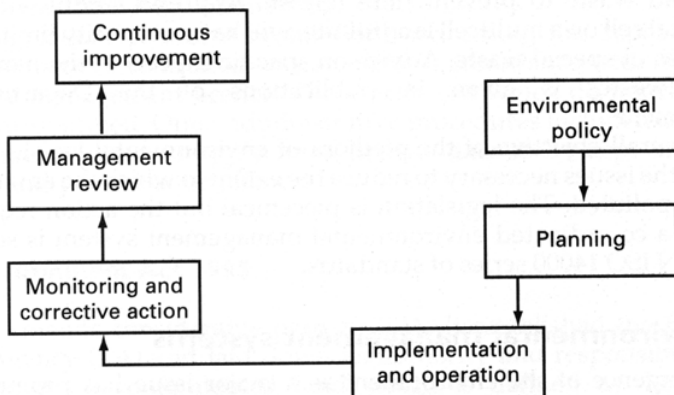 Continuous
improvement
Environmental
policy
Management
review
Planning
Monitoring and
corrective action
Implementation
and operation